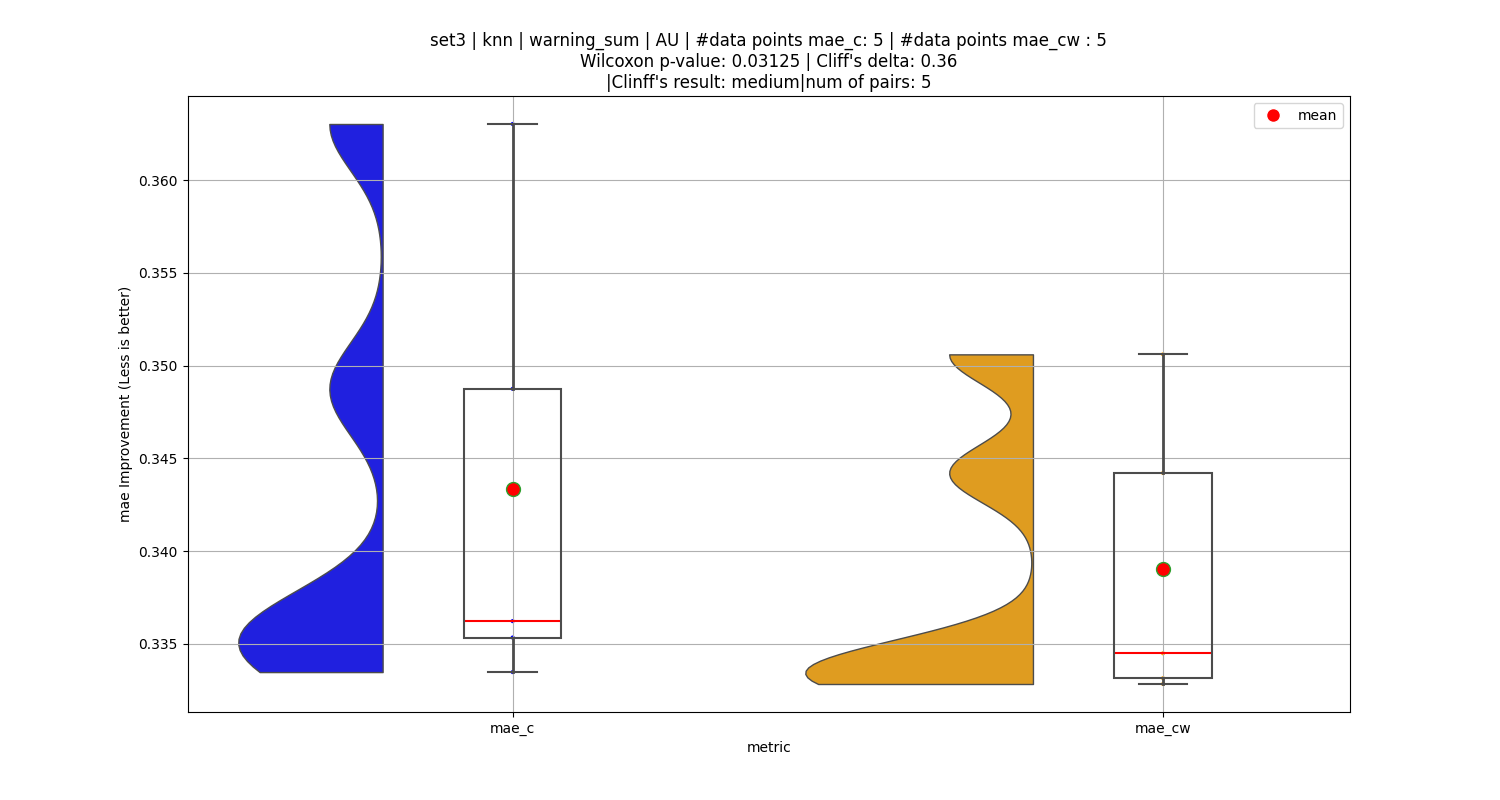 set3 | knn | warning_sum | AU | #data points mae_c: 5 | #data points mae_cw : 5
Wilcoxon p-value: 0.03125 | Cliff's delta: 0.36
|Clinff's result: medium|num of pairs: 5
mean
0.360
0.355
0.350
0.345
0.340
0.335
mae Improvement (Less is better)
mae_c
mae_cw
metric